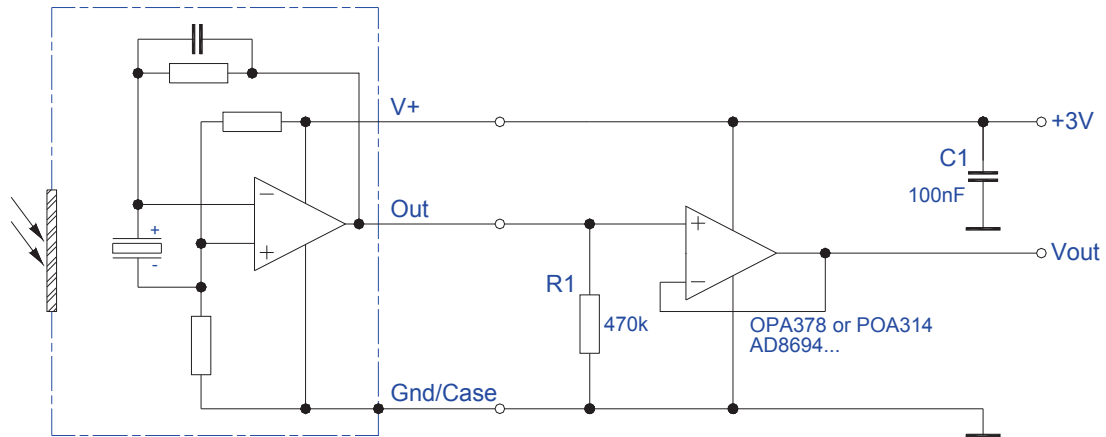 V+
+3V
C1
100nF
−
+
-
+
Out
+
−
Vout
R1
470k
OPA378 or POA314
AD8694...
Gnd/Case